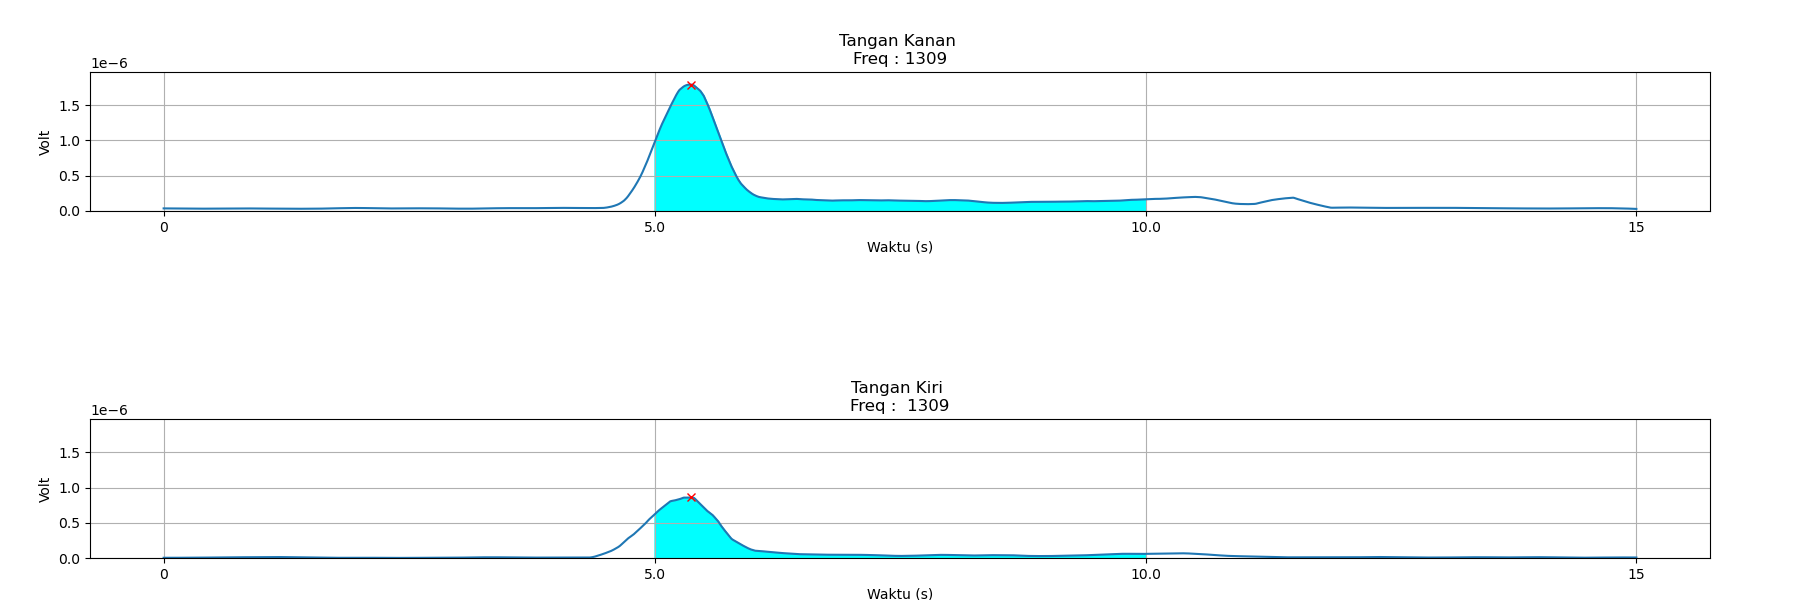 Tangan Kanan
Freq : 1309
1e−6
1.5
1.0
0.5
0.0
Volt
0 5.0 10.0 15
Waktu (s)
Tangan Kiri
Freq :  1309
1e−6
1.5
1.0
0.5
0.0
Volt
0 5.0 10.0 15
Waktu (s)